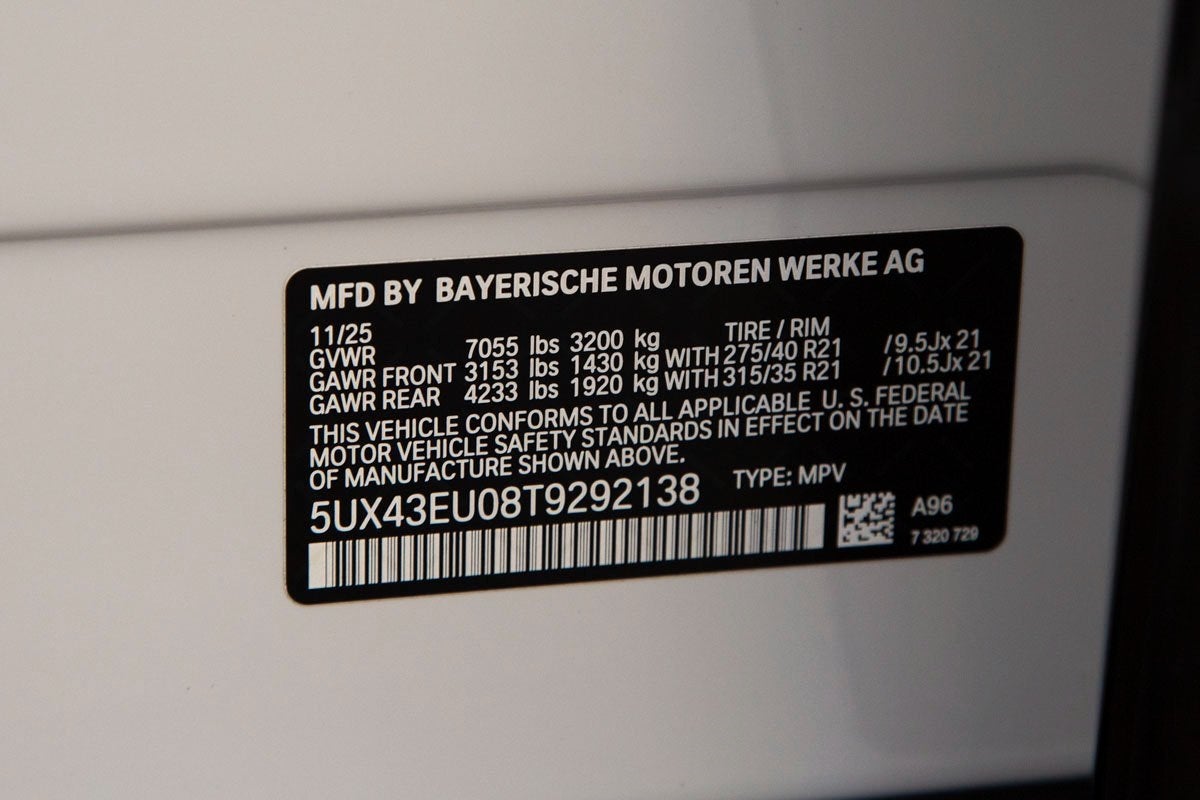 MFD BY BAYERISCHE MOTOREN WERKE AG
11/25 TIRE / RIM
GVWR 7055 lbs 3200 kg
GAWR FRONT 3153 lbs 1430 kg WITH 275/40 R21 /9.5Jx 21
GAWR REAR 4233 lbs 1920 kg WITH 315/35 R21 /10.5Jx 21
THIS VEHICLE CONFORMS TO ALL APPLICABLE U. S. FEDERAL
MOTOR VEHICLE SAFETY STANDARDS IN EFFECT ON THE DATE
OF MANUFACTURE SHOWN ABOVE.
5UX43EU08T9292138 TYPE: MPV
A96
7 320 729